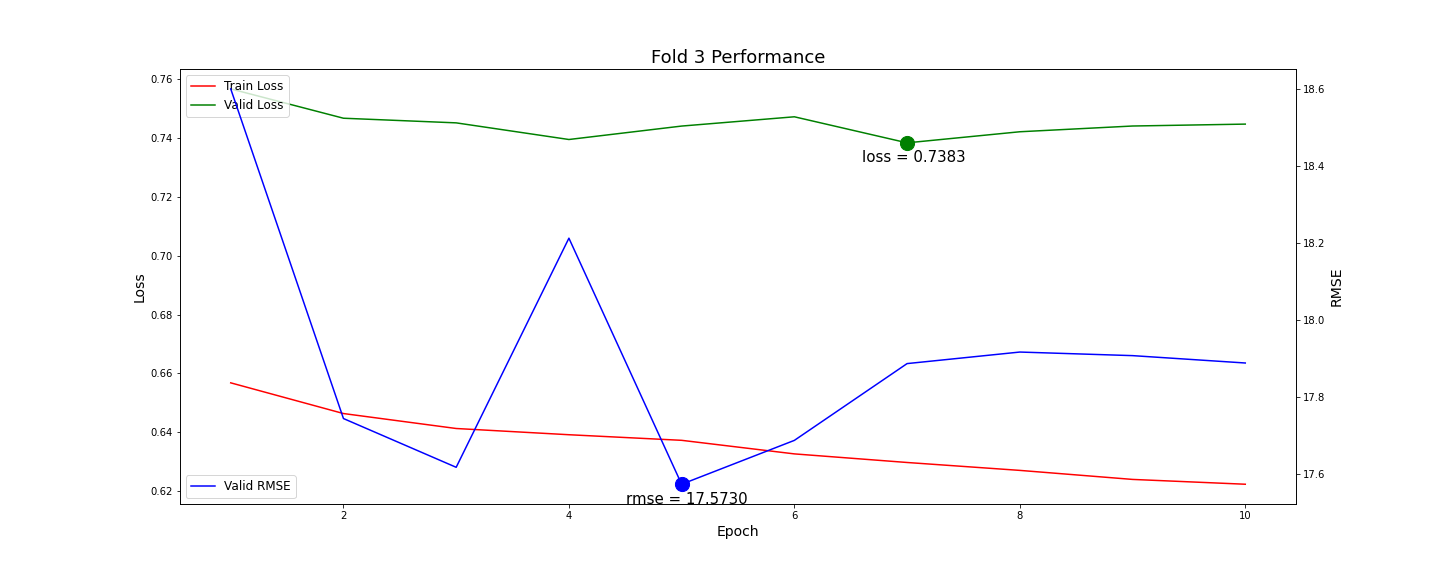 Fold 3 Performance
Train Loss
Valid Loss
Valid RMSE
loss = 0.7383
rmse = 17.5730
Loss
0.76
0.74
0.72
0.70
0.68
0.66
0.64
0.62
RMSE
18.6
18.4
18.2
18.0
17.8
17.6
2 4 6 8 10
Epoch